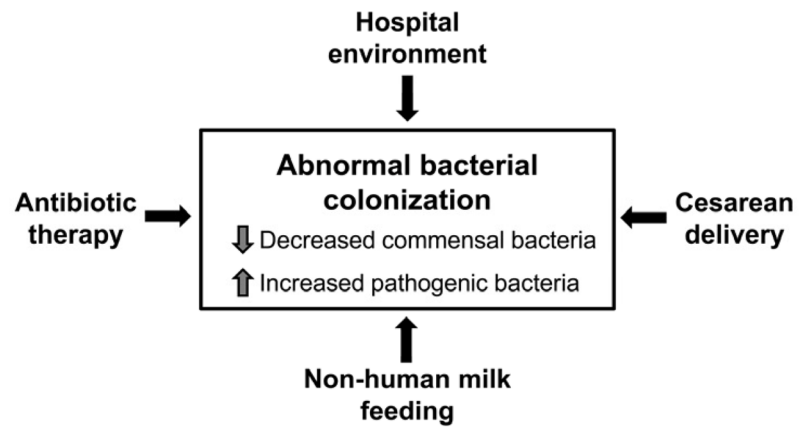 Hospital
environment
Abnormal bacterial
colonization
Decreased commensal bacteria
Increased pathogenic bacteria
Antibiotic
therapy
Cesarean
delivery
Non-human milk
feeding